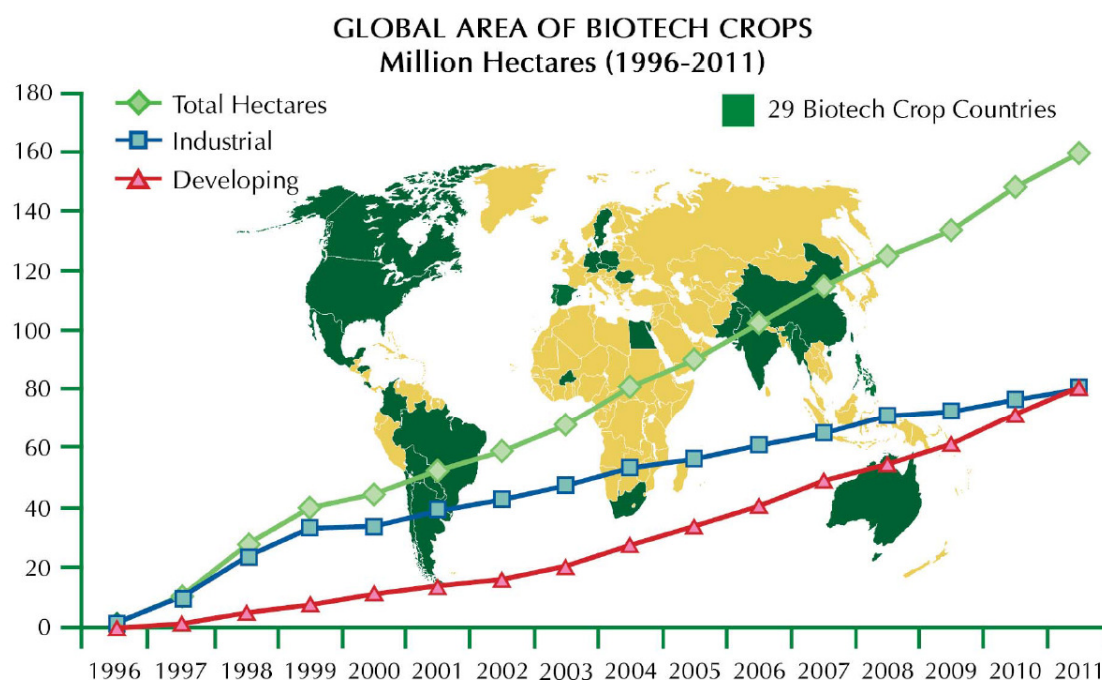 GLOBAL AREA OF BIOTECH CROPS
Million Hectares (1996-2011)
180
Total Hectares
29 Biotech Crop Countries
160
Industrial
Developing
140
120
100
80
60
40
20
0
1996 1997 1998 1999 2000 2001 2002 2003 2004 2005 2006 2007 2008 2009 2010 2011